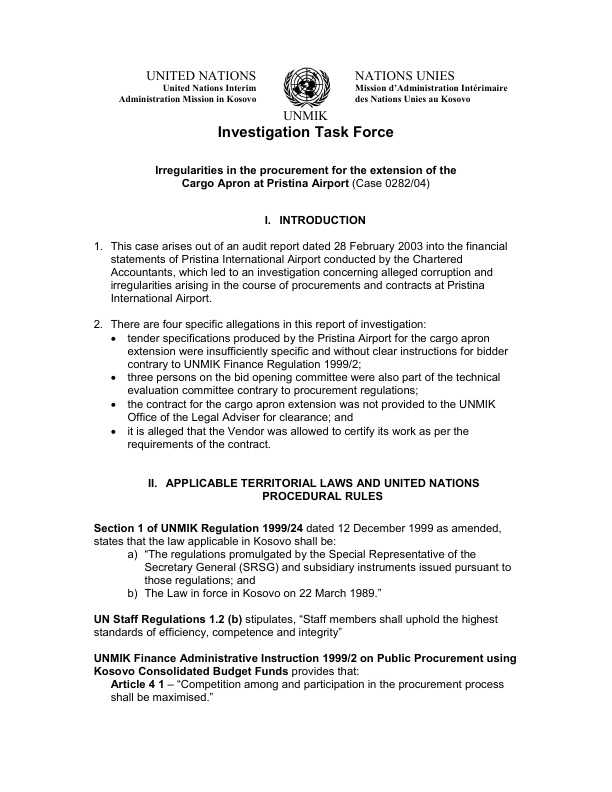 UNITED NATIONS
United Nations Interim
Administration Mission in Kosovo
NATIONS UNIES
Mission d'Administration Intérimaire
des Nations Unies au Kosovo
UNMIK
Investigation Task Force
Irregularities in the procurement for the extension of the
Cargo Apron at Pristina Airport (Case 0282/04)
I. INTRODUCTION
1. This case arises out of an audit report dated 28 February 2003 into the financial
statements of Pristina International Airport conducted by the Chartered
Accountants, which led to an investigation concerning alleged corruption and
irregularities arising in the course of procurements and contracts at Pristina
International Airport.
2. There are four specific allegations in this report of investigation:
• tender specifications produced by the Pristina Airport for the cargo apron
extension were insufficiently specific and without clear instructions for bidder
contrary to UNMIK Finance Regulation 1999/2;
• three persons on the bid opening committee were also part of the technical
evaluation committee contrary to procurement regulations;
• the contract for the cargo apron extension was not provided to the UNMIK
Office of the Legal Adviser for clearance; and
• it is alleged that the Vendor was allowed to certify its work as per the
requirements of the contract.
II. APPLICABLE TERRITORIAL LAWS AND UNITED NATIONS
PROCEDURAL RULES
Section 1 of UNMIK Regulation 1999/24 dated 12 December 1999 as amended,
states that the law applicable in Kosovo shall be:
a) "The regulations promulgated by the Special Representative of the
Secretary General (SRSG) and subsidiary instruments issued pursuant to
those regulations; and
b) The Law in force in Kosovo on 22 March 1989."
UN Staff Regulations 1.2 (b) stipulates, "Staff members shall uphold the highest
standards of efficiency, competence and integrity"
UNMIK Finance Administrative Instruction 1999/2 on Public Procurement using
Kosovo Consolidated Budget Funds provides that:
Article 4 1 – "Competition among and participation in the procurement process
shall be maximised."